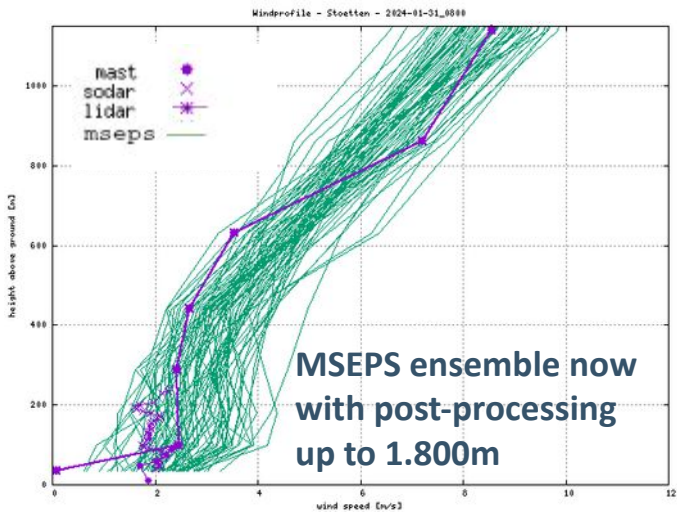 Windprofile - Stoetten - 2024-01-31_0800
mast
sodar
lidar
mseps
height above ground [m]
1000
800
600
400
200
0
MSEPS ensemble now
with post-processing
up to 1.800m
0 2 4 6 8 10 12
wind speed [m/s]